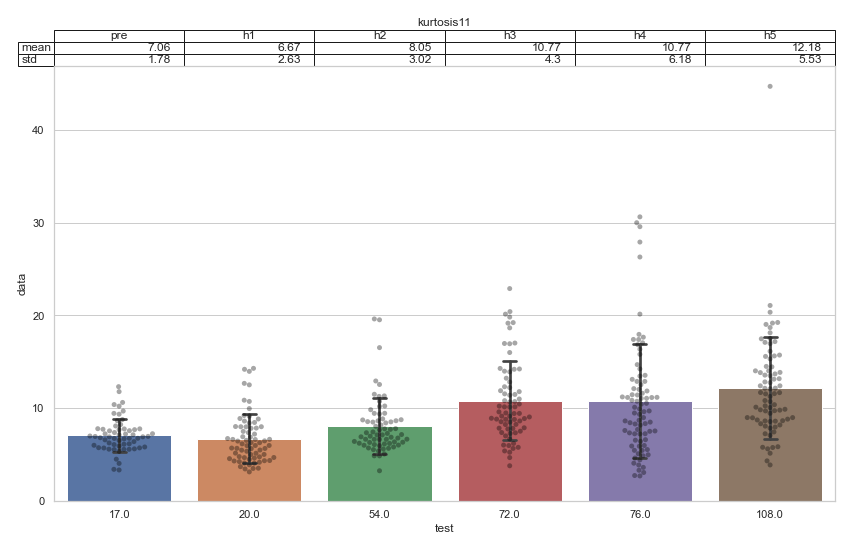 kurtosis11
pre h1 h2 h3 h4 h5
mean 7.06 6.67 8.05 10.77 10.77 12.18
std 1.78 2.63 3.02 4.3 6.18 5.53
40
30
20
10
0
data
17.0 20.0 54.0 72.0 76.0 108.0
test